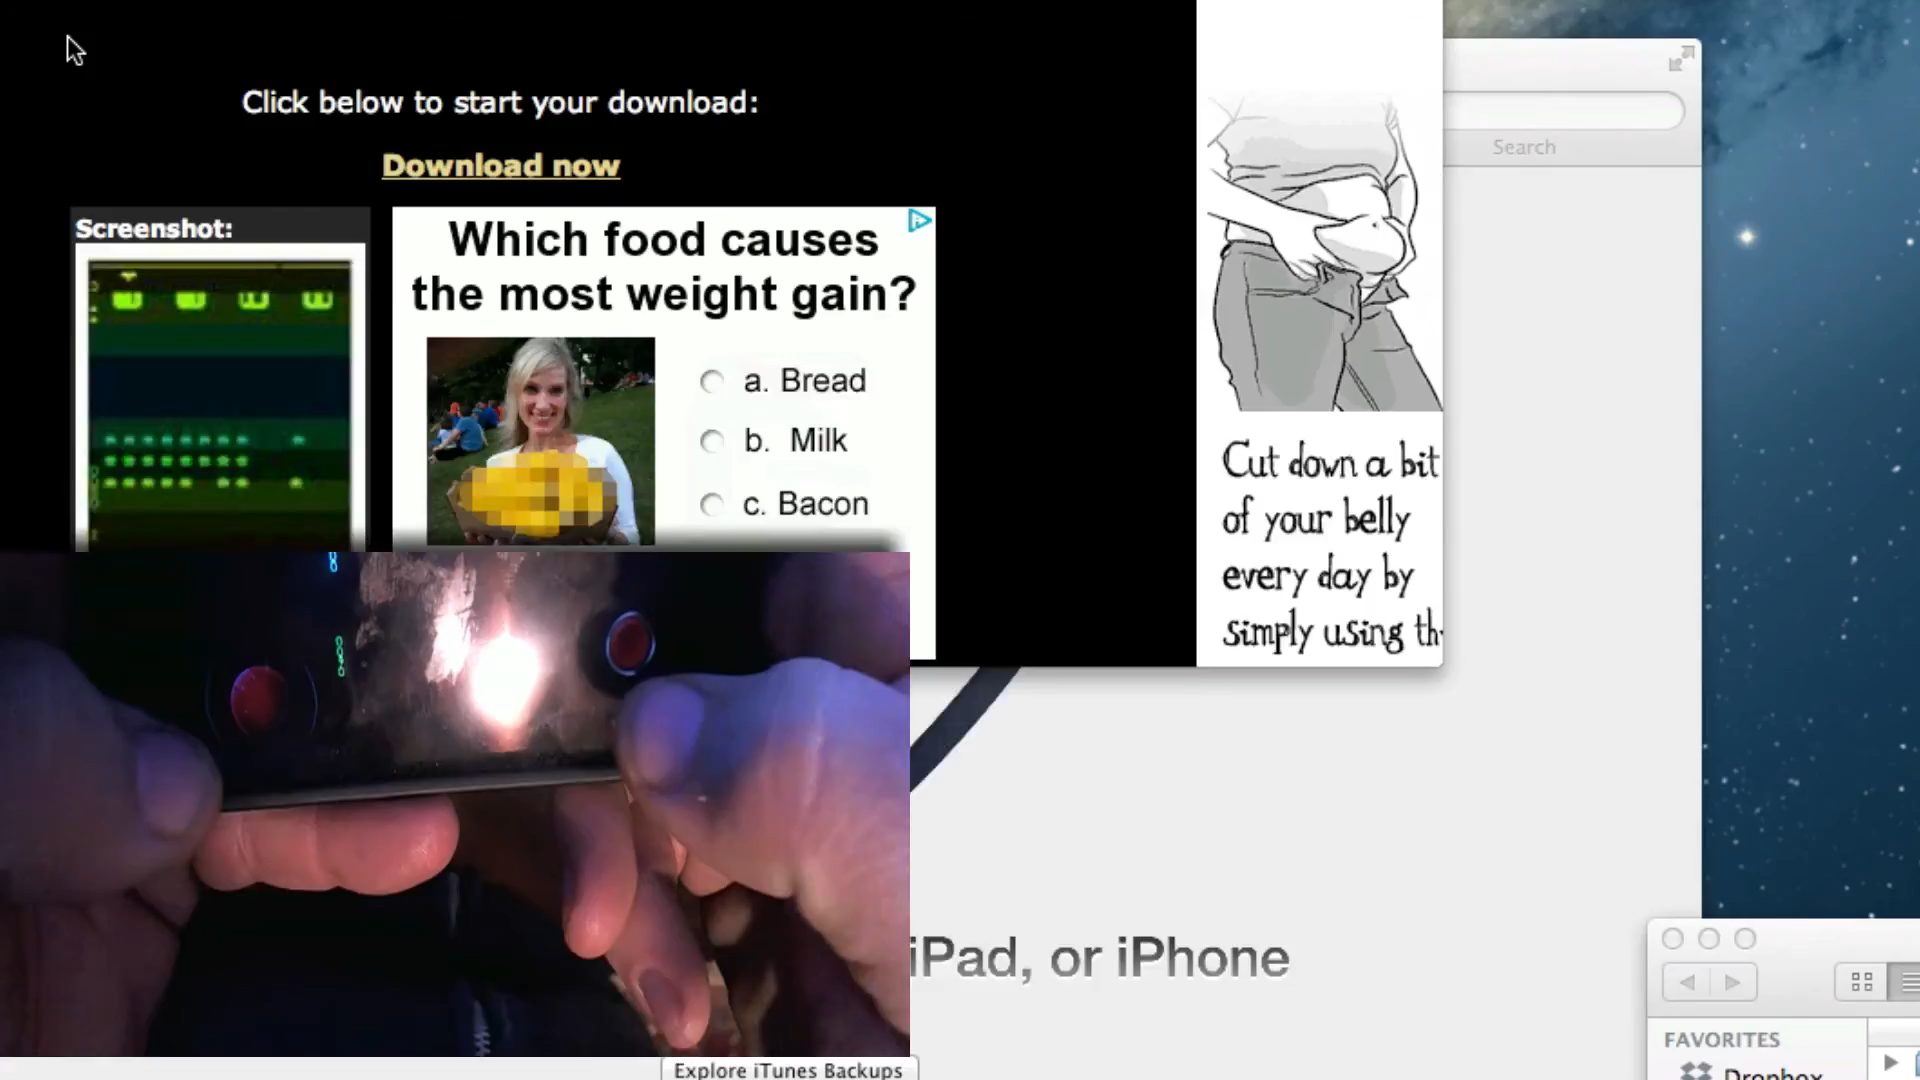 Click below to start your download:
Download now
Screenshot:
Which food causes
the most weight gain?
a. Bread
b. Milk
c. Bacon
Search
Cut down a bit
of your belly
every day by
simply using
iPad, or iPhone
FAVORITES
Dropbox
Explore iTunes Backups